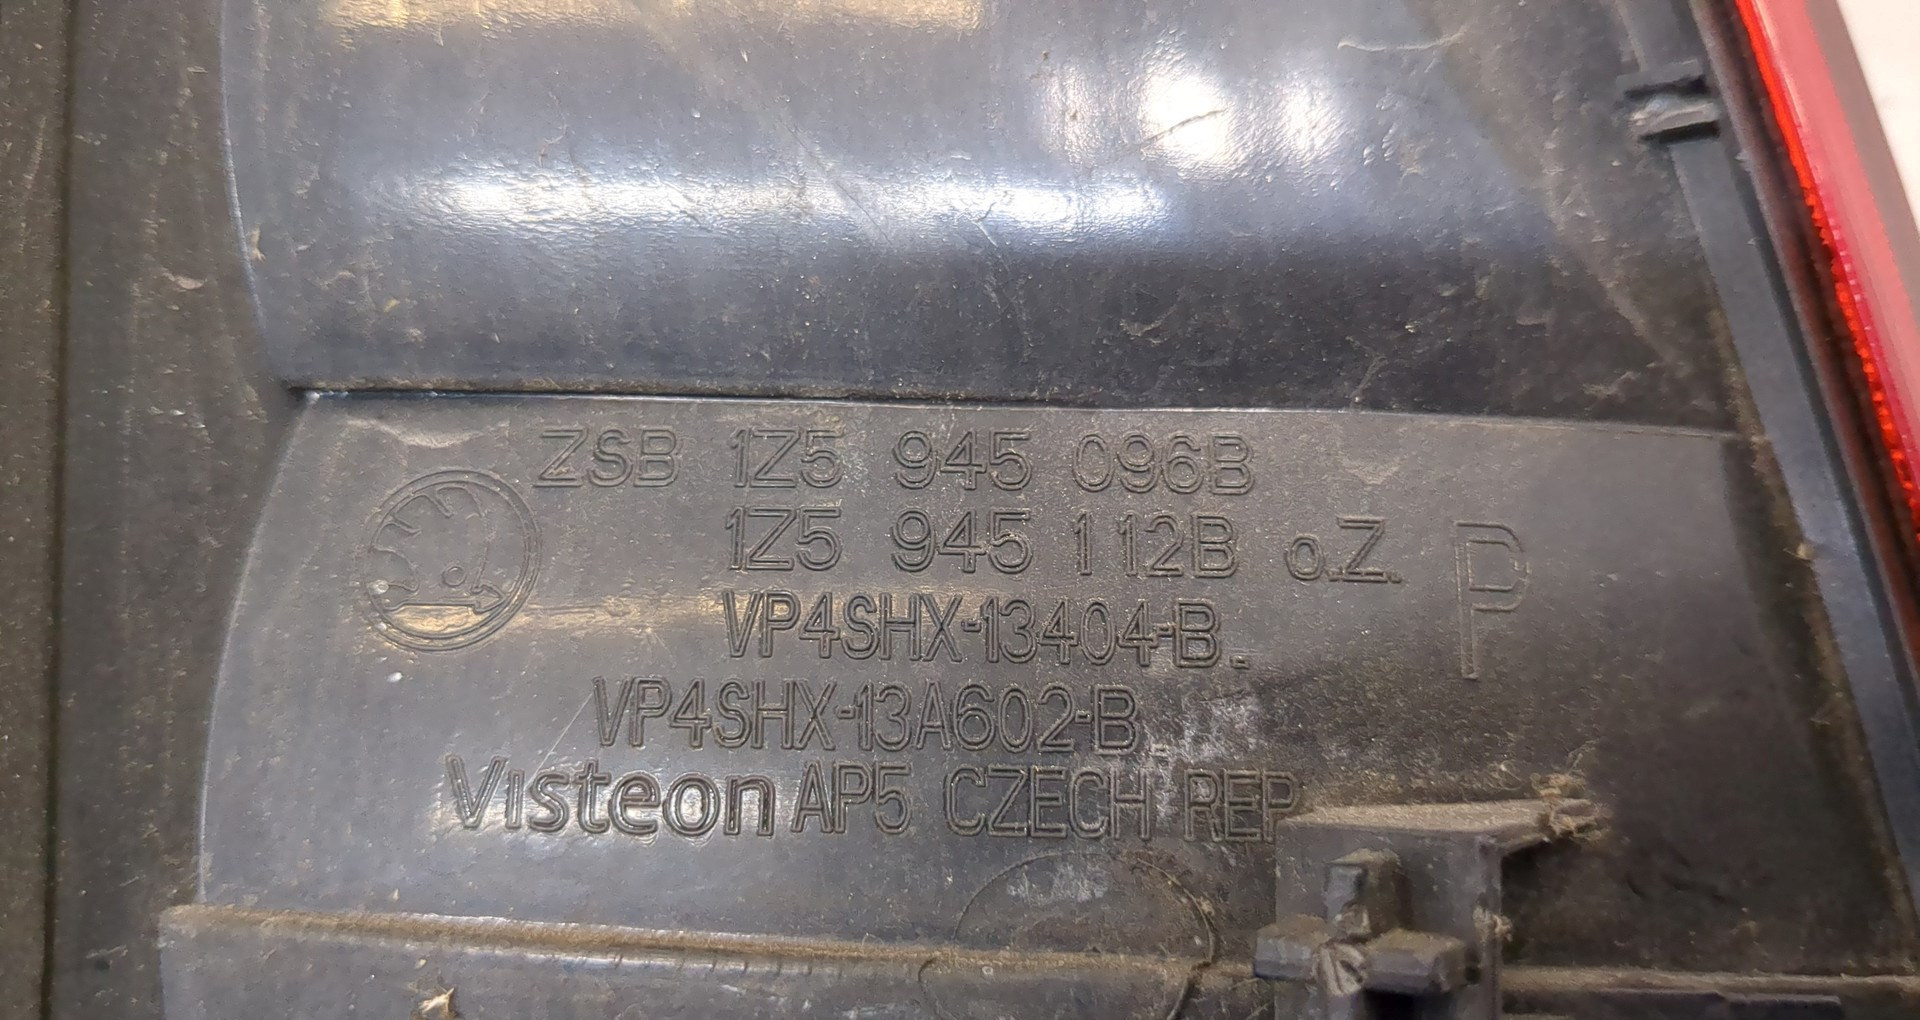 ZSB 1Z5 945 096B
1Z5 945 112B o.Z. P
VP4SHX-13404-B.
VP4SHX-13A602-B.
Visteon AP5 CZECH REP